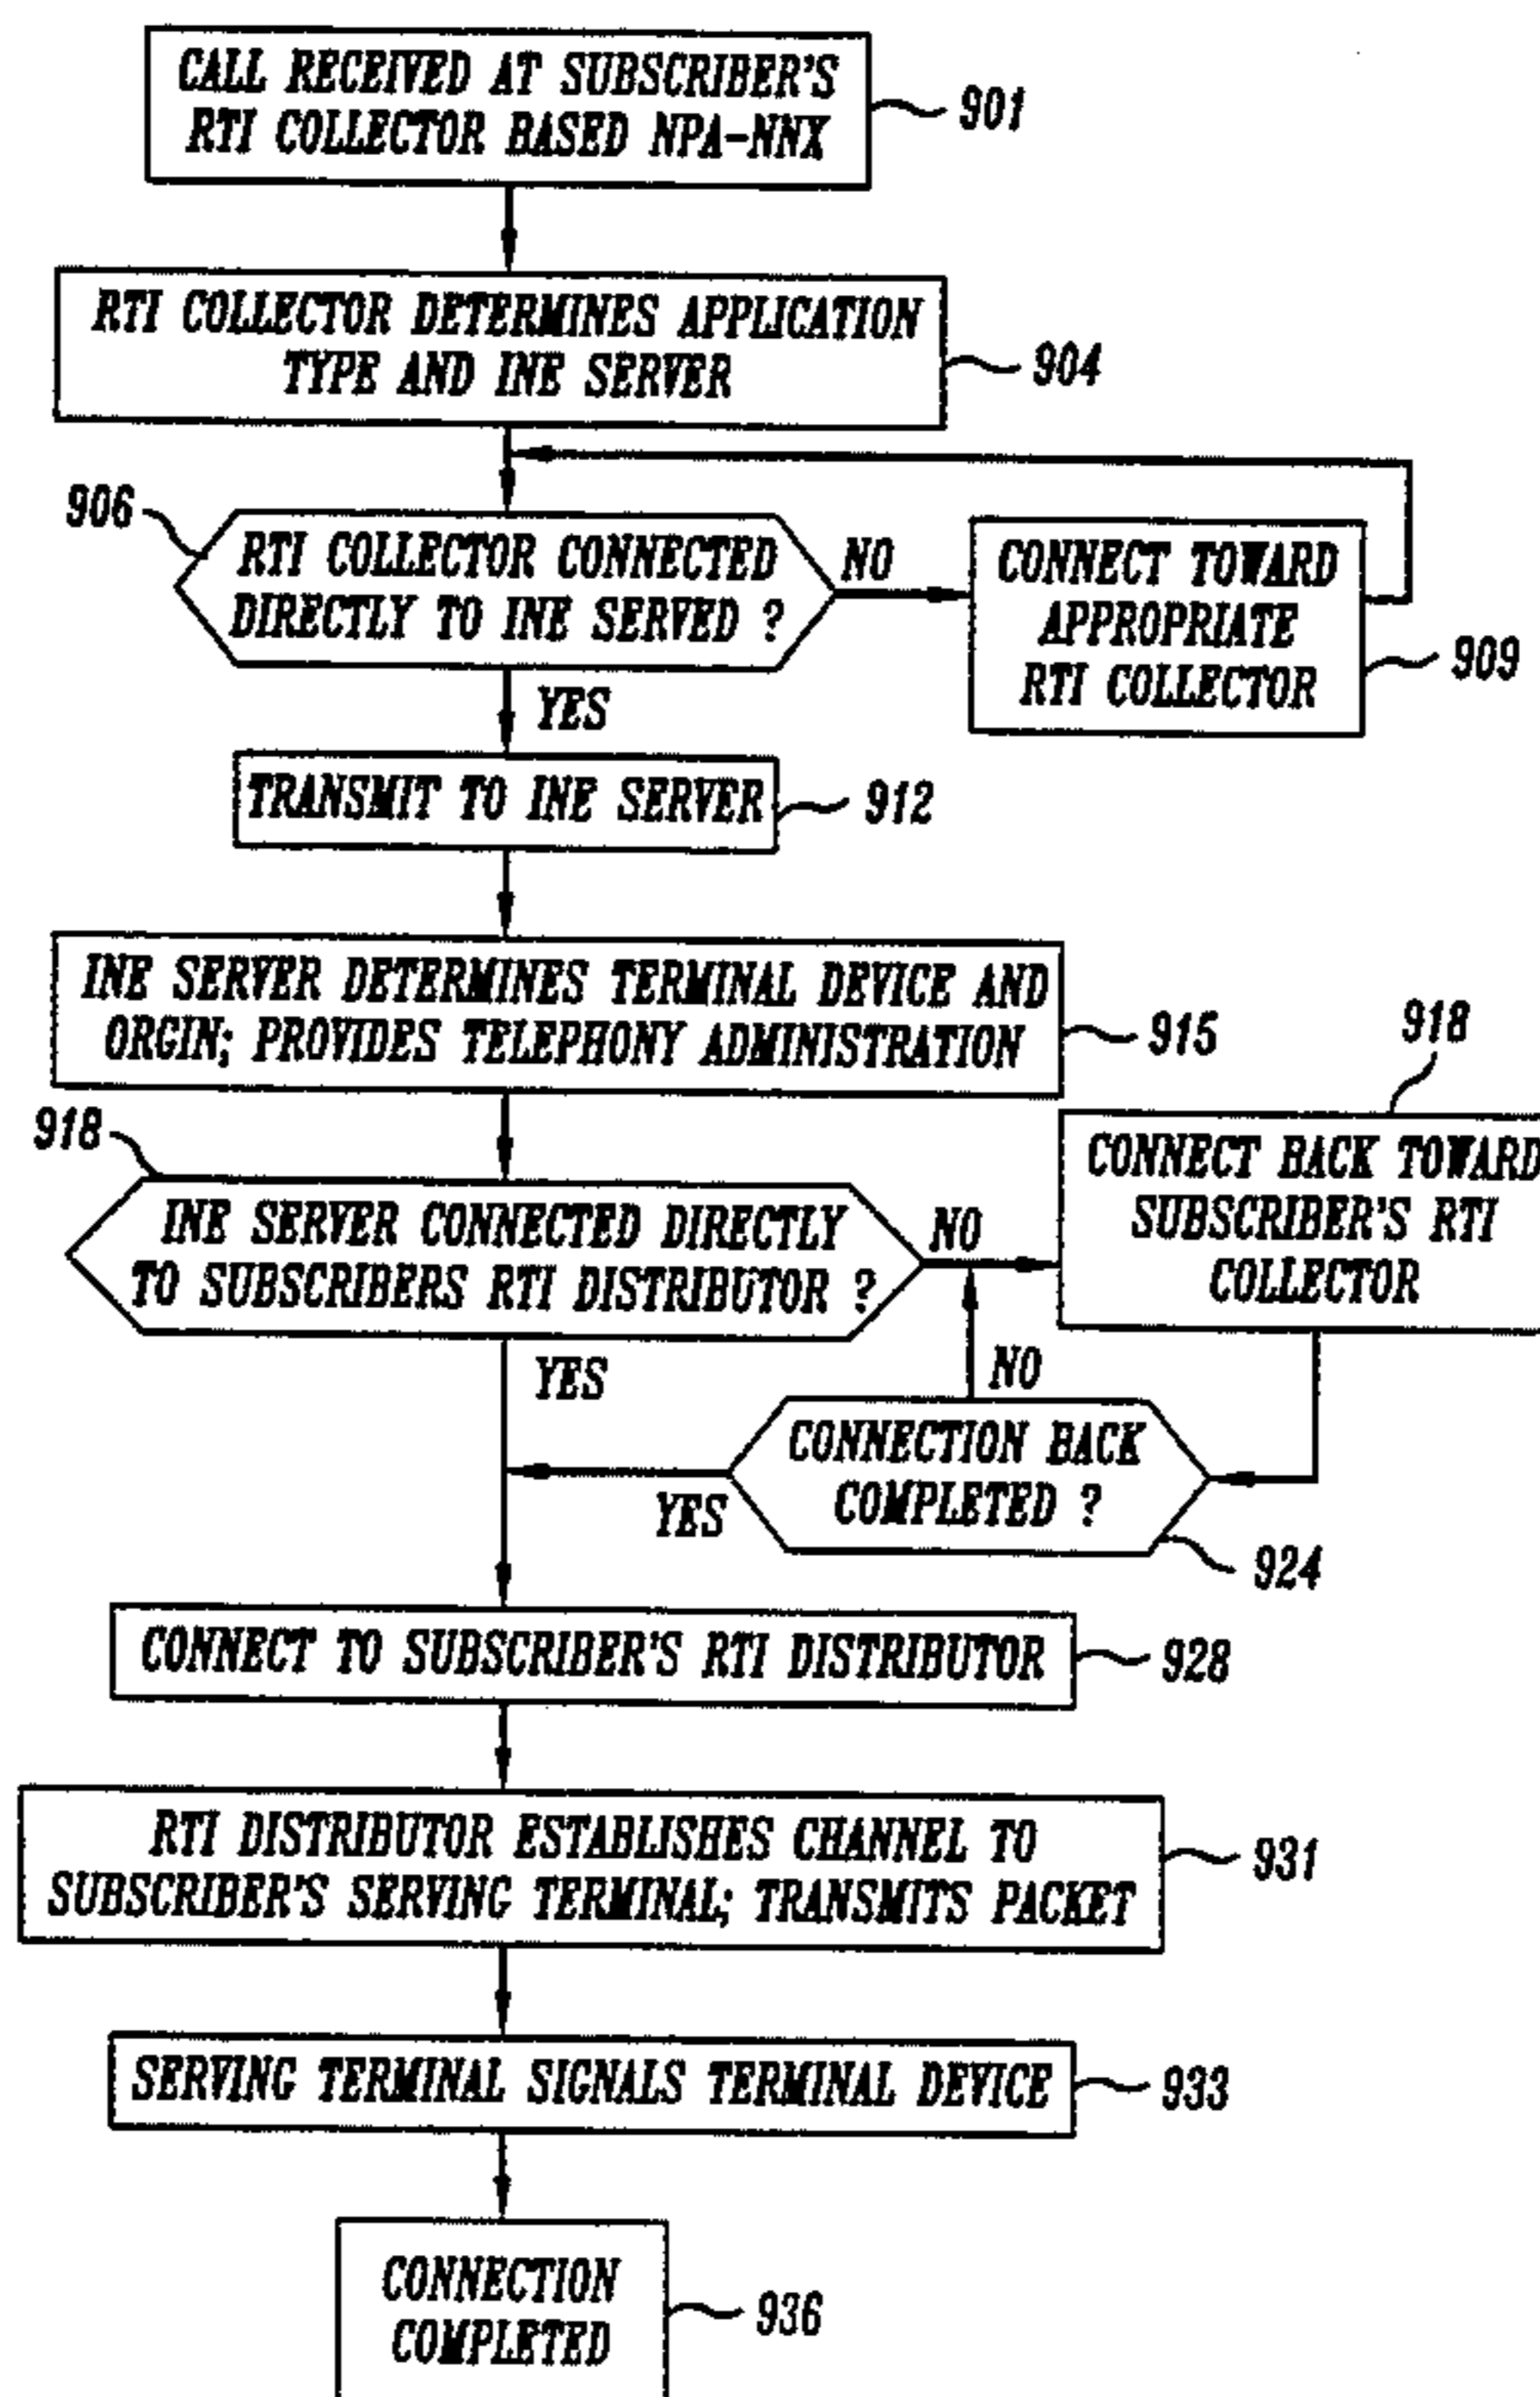 CALL RECEIVED AT SUBSCRIBER'S
RTI COLLECTOR BASED NPA-NNX
901
RTI COLLECTOR DETERMINES APPLICATION
TYPE AND INE SERVER
904
906
RTI COLLECTOR CONNECTED
DIRECTLY TO INE SERVED ?
NO
CONNECT TOWARD
APPROPRIATE
RTI COLLECTOR
909
YES
TRANSMIT TO INE SERVER
912
INE SERVER DETERMINES TERMINAL DEVICE AND
ORGIN; PROVIDES TELEPHONY ADMINISTRATION
915
918
INE SERVER CONNECTED DIRECTLY
TO SUBSCRIBERS RTI DISTRIBUTOR ?
NO
918
CONNECT BACK TOWARD
SUBSCRIBER'S RTI
COLLECTOR
YES
NO
CONNECTION BACK
COMPLETED ?
YES
924
CONNECT TO SUBSCRIBER'S RTI DISTRIBUTOR
928
RTI DISTRIBUTOR ESTABLISHES CHANNEL TO
SUBSCRIBER'S SERVING TERMINAL; TRANSMITS PACKET
931
SERVING TERMINAL SIGNALS TERMINAL DEVICE
933
CONNECTION
COMPLETED
936